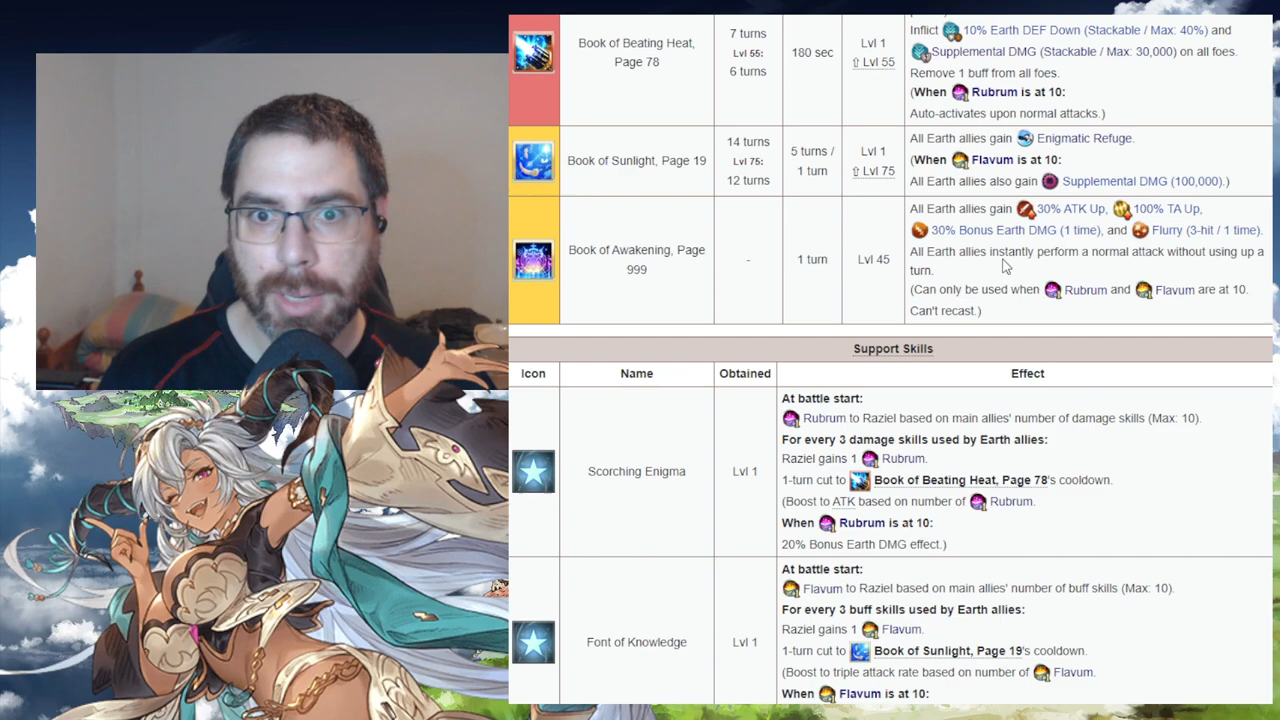 Inflict 10% Earth DEF Down (Stackable / Max: 40%) and
Supplemental DMG (Stackable / Max: 30,000) on all foes.
Remove 1 buff from all foes.
(When Rubrum is at 10:
Auto-activates upon normal attacks.)
Book of Beating Heat,
Page 78
7 turns
Lvl 55:
6 turns
180 sec
Lvl 1
⇧ Lvl 55
Book of Sunlight, Page 19
14 turns
Lvl 75:
12 turns
5 turns /
1 turn
Lvl 1
⇧ Lvl 75
All Earth allies gain Enigmatic Refuge.
(When Flavum is at 10:
All Earth allies also gain Supplemental DMG (100,000).)
Book of Awakening, Page
999
-
1 turn
Lvl 45
All Earth allies gain 30% ATK Up, 100% TA Up,
30% Bonus Earth DMG (1 time), and Flurry (3-hit / 1 time).
All Earth allies instantly perform a normal attack without using up a
turn.
(Can only be used when Rubrum and Flavum are at 10.
Can't recast.)
Support Skills
Icon Name Obtained Effect
Scorching Enigma
Lvl 1
At battle start:
Rubrum to Raziel based on main allies' number of damage skills (Max: 10).
For every 3 damage skills used by Earth allies:
Raziel gains 1 Rubrum.
1-turn cut to Book of Beating Heat, Page 78's cooldown.
(Boost to ATK based on number of Rubrum.
When Rubrum is at 10:
20% Bonus Earth DMG effect.)
Font of Knowledge
Lvl 1
At battle start:
Flavum to Raziel based on main allies' number of buff skills (Max: 10).
For every 3 buff skills used by Earth allies:
Raziel gains 1 Flavum.
1-turn cut to Book of Sunlight, Page 19's cooldown.
(Boost to triple attack rate based on number of Flavum.
When Flavum is at 10: